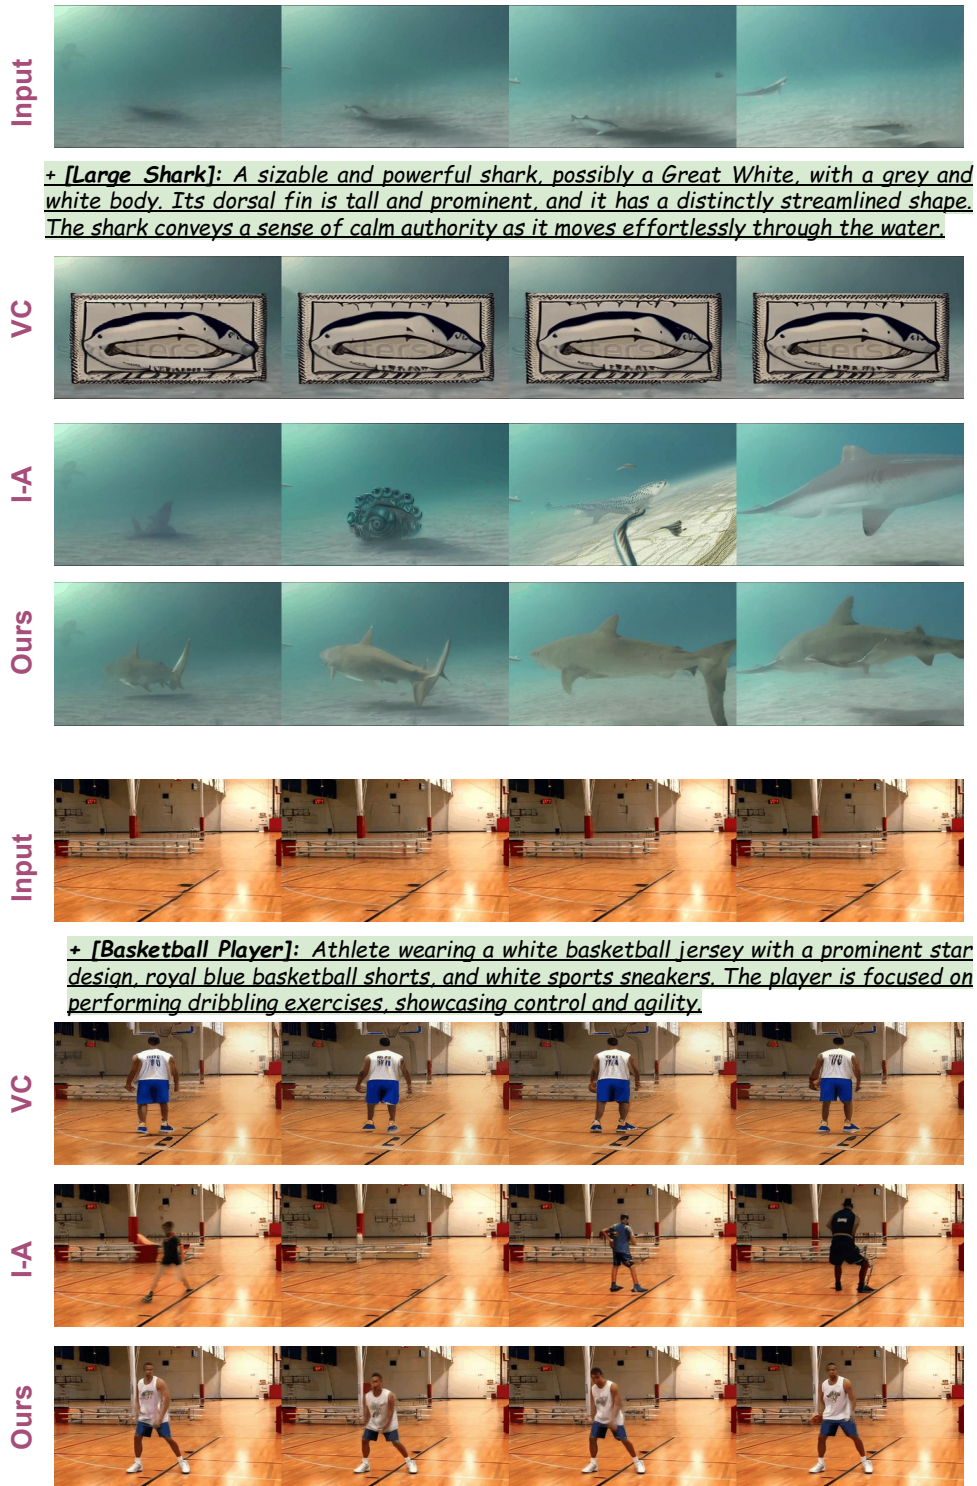 Input
+ [Large Shark]: A sizable and powerful shark, possibly a Great White, with a grey and
white body. Its dorsal fin is tall and prominent, and it has a distinctly streamlined shape.
The shark conveys a sense of calm authority as it moves effortlessly through the water.
VC
I-A
Ours
Input
+ [Basketball Player]: Athlete wearing a white basketball jersey with a prominent star
design, royal blue basketball shorts, and white sports sneakers. The player is focused on
performing dribbling exercises, showcasing control and agility.
VC
I-A
Ours